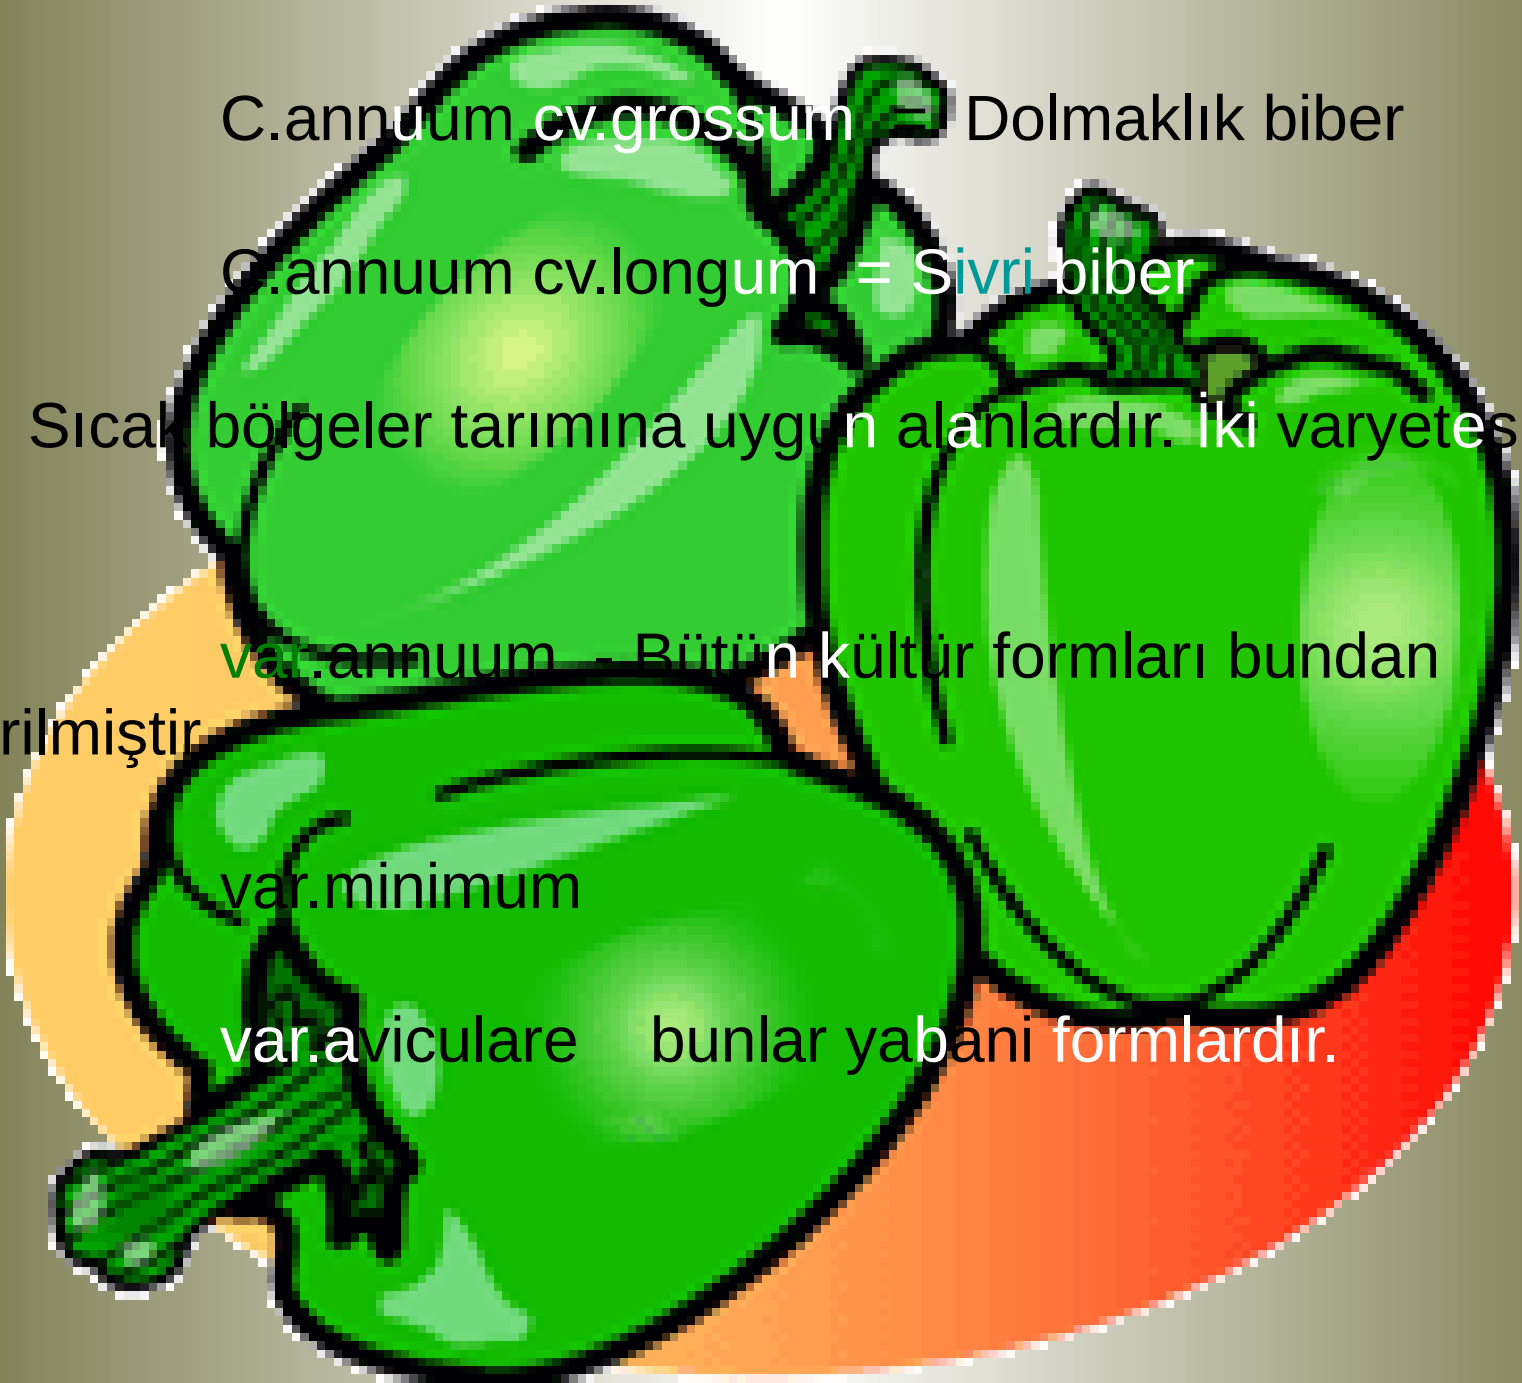 C.annuum cv.grossum = Dolmaklık biber
C.annuum cv.longum = Sivri biber
Sıcak bölgeler tarımına uygun alanlardır. İki varyetes
var.annuum - Bütün kültür formları bundan
rilmiştir
var.minimum
var.aviculare bunlar yabani formlardır.